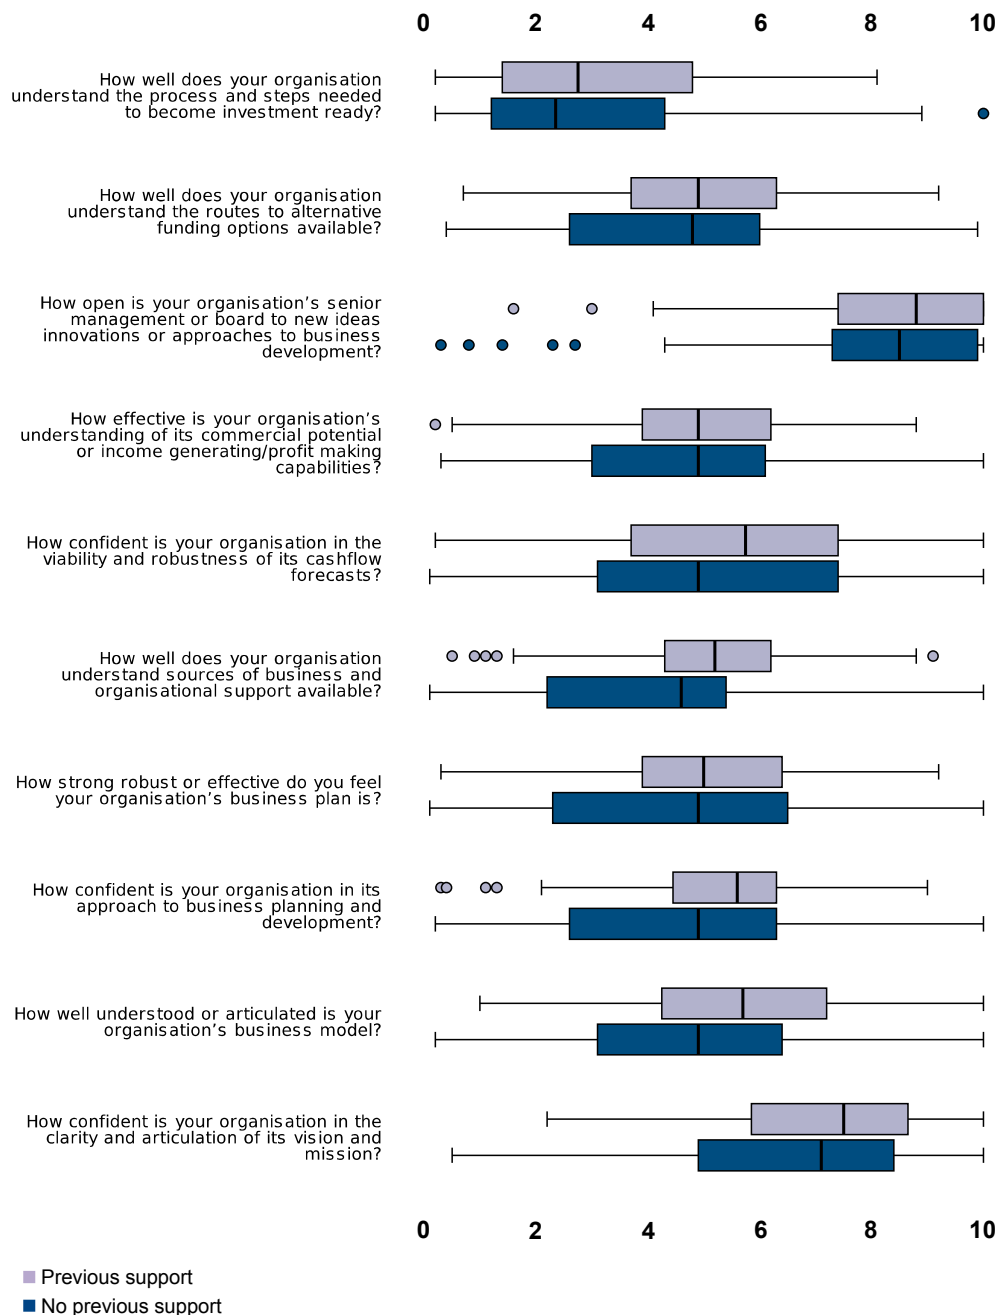 0 2 4 6 8 10
How well does your organisation
understand the process and steps needed
to become investment ready?
How well does your organisation
understand the routes to alternative
funding options available?
How open is your organisation's senior
management or board to new ideas
innovations or approaches to business
development?
How effective is your organisation's
understanding of its commercial potential
or income generating/profit making
capabilities?
How confident is your organisation in the
viability and robustness of its cashflow
forecasts?
How well does your organisation
understand sources of business and
organisational support available?
How strong robust or effective do you feel
your organisation's business plan is?
How confident is your organisation in its
approach to business planning and
development?
How well understood or articulated is your
organisation's business model?
How confident is your organisation in the
clarity and articulation of its vision and
mission?
0 2 4 6 8 10
Previous support
No previous support